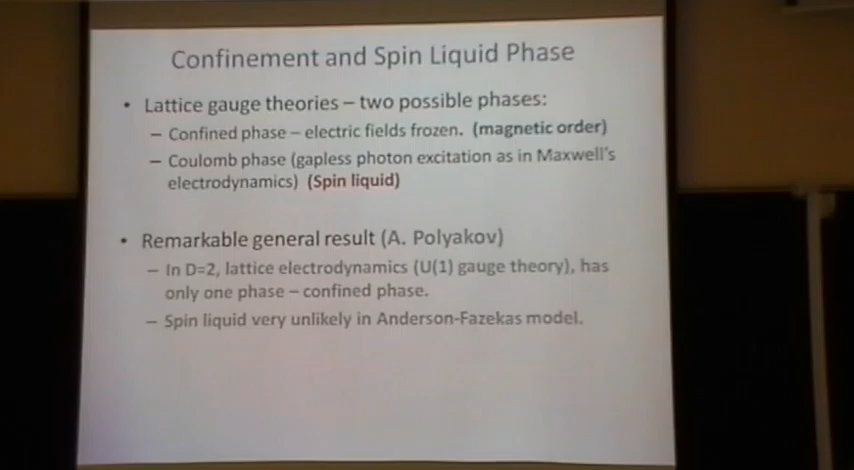 Confinement and Spin Liquid Phase
• Lattice gauge theories – two possible phases:
– Confined phase – electric fields frozen. (magnetic order)
– Coulomb phase (gapless photon excitation as in Maxwell's
electrodynamics) (Spin liquid)
• Remarkable general result (A. Polyakov)
– In D=2, lattice electrodynamics (U(1) gauge theory), has
only one phase – confined phase.
– Spin liquid very unlikely in Anderson-Fazekas model.